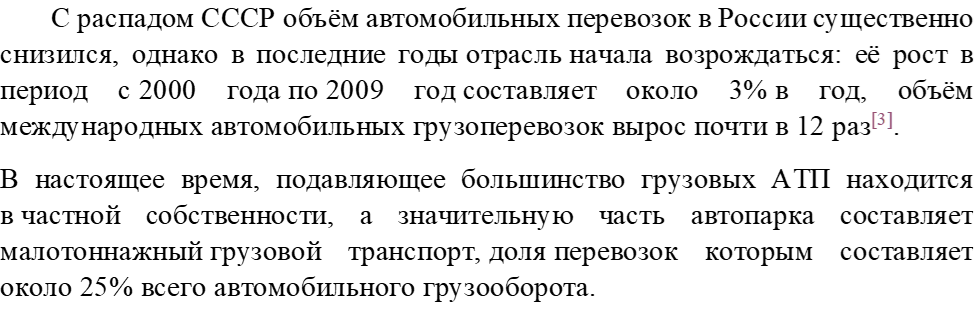 С распадом СССР объём автомобильных перевозок в России существенно
снизился, однако в последние годы отрасль начала возрождаться: её рост в
период с 2000 года по 2009 год составляет около 3% в год, объём
международных автомобильных грузоперевозок вырос почти в 12 раз[3].
В настоящее время, подавляющее большинство грузовых АТП находится
в частной собственности, а значительную часть автопарка составляет
малотоннажный грузовой транспорт, доля перевозок которым составляет
около 25% всего автомобильного грузооборота.